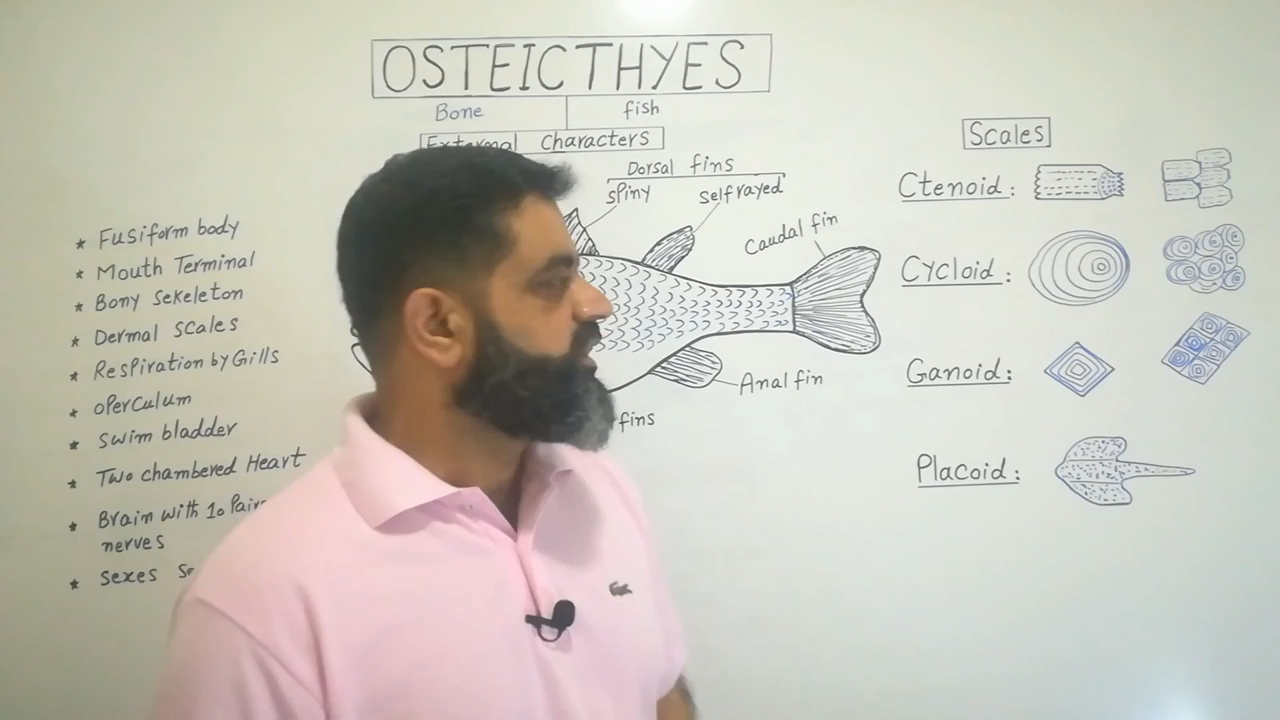 OSTEICTHYES
Bone fish
External characters
Dorsal fins
spiny selfrayed
Caudal fin
Anal fin
fins
* Fusiform body
* Mouth Terminal
* Bony sekeleton
* Dermal scales
* Respiration by Gills
* operculum
* swim bladder
* Two chambered Heart
* Brain with 10 Pairs
nerves
* sexes
Scales
Ctenoid:
Cycloid:
Ganoid:
Placoid: